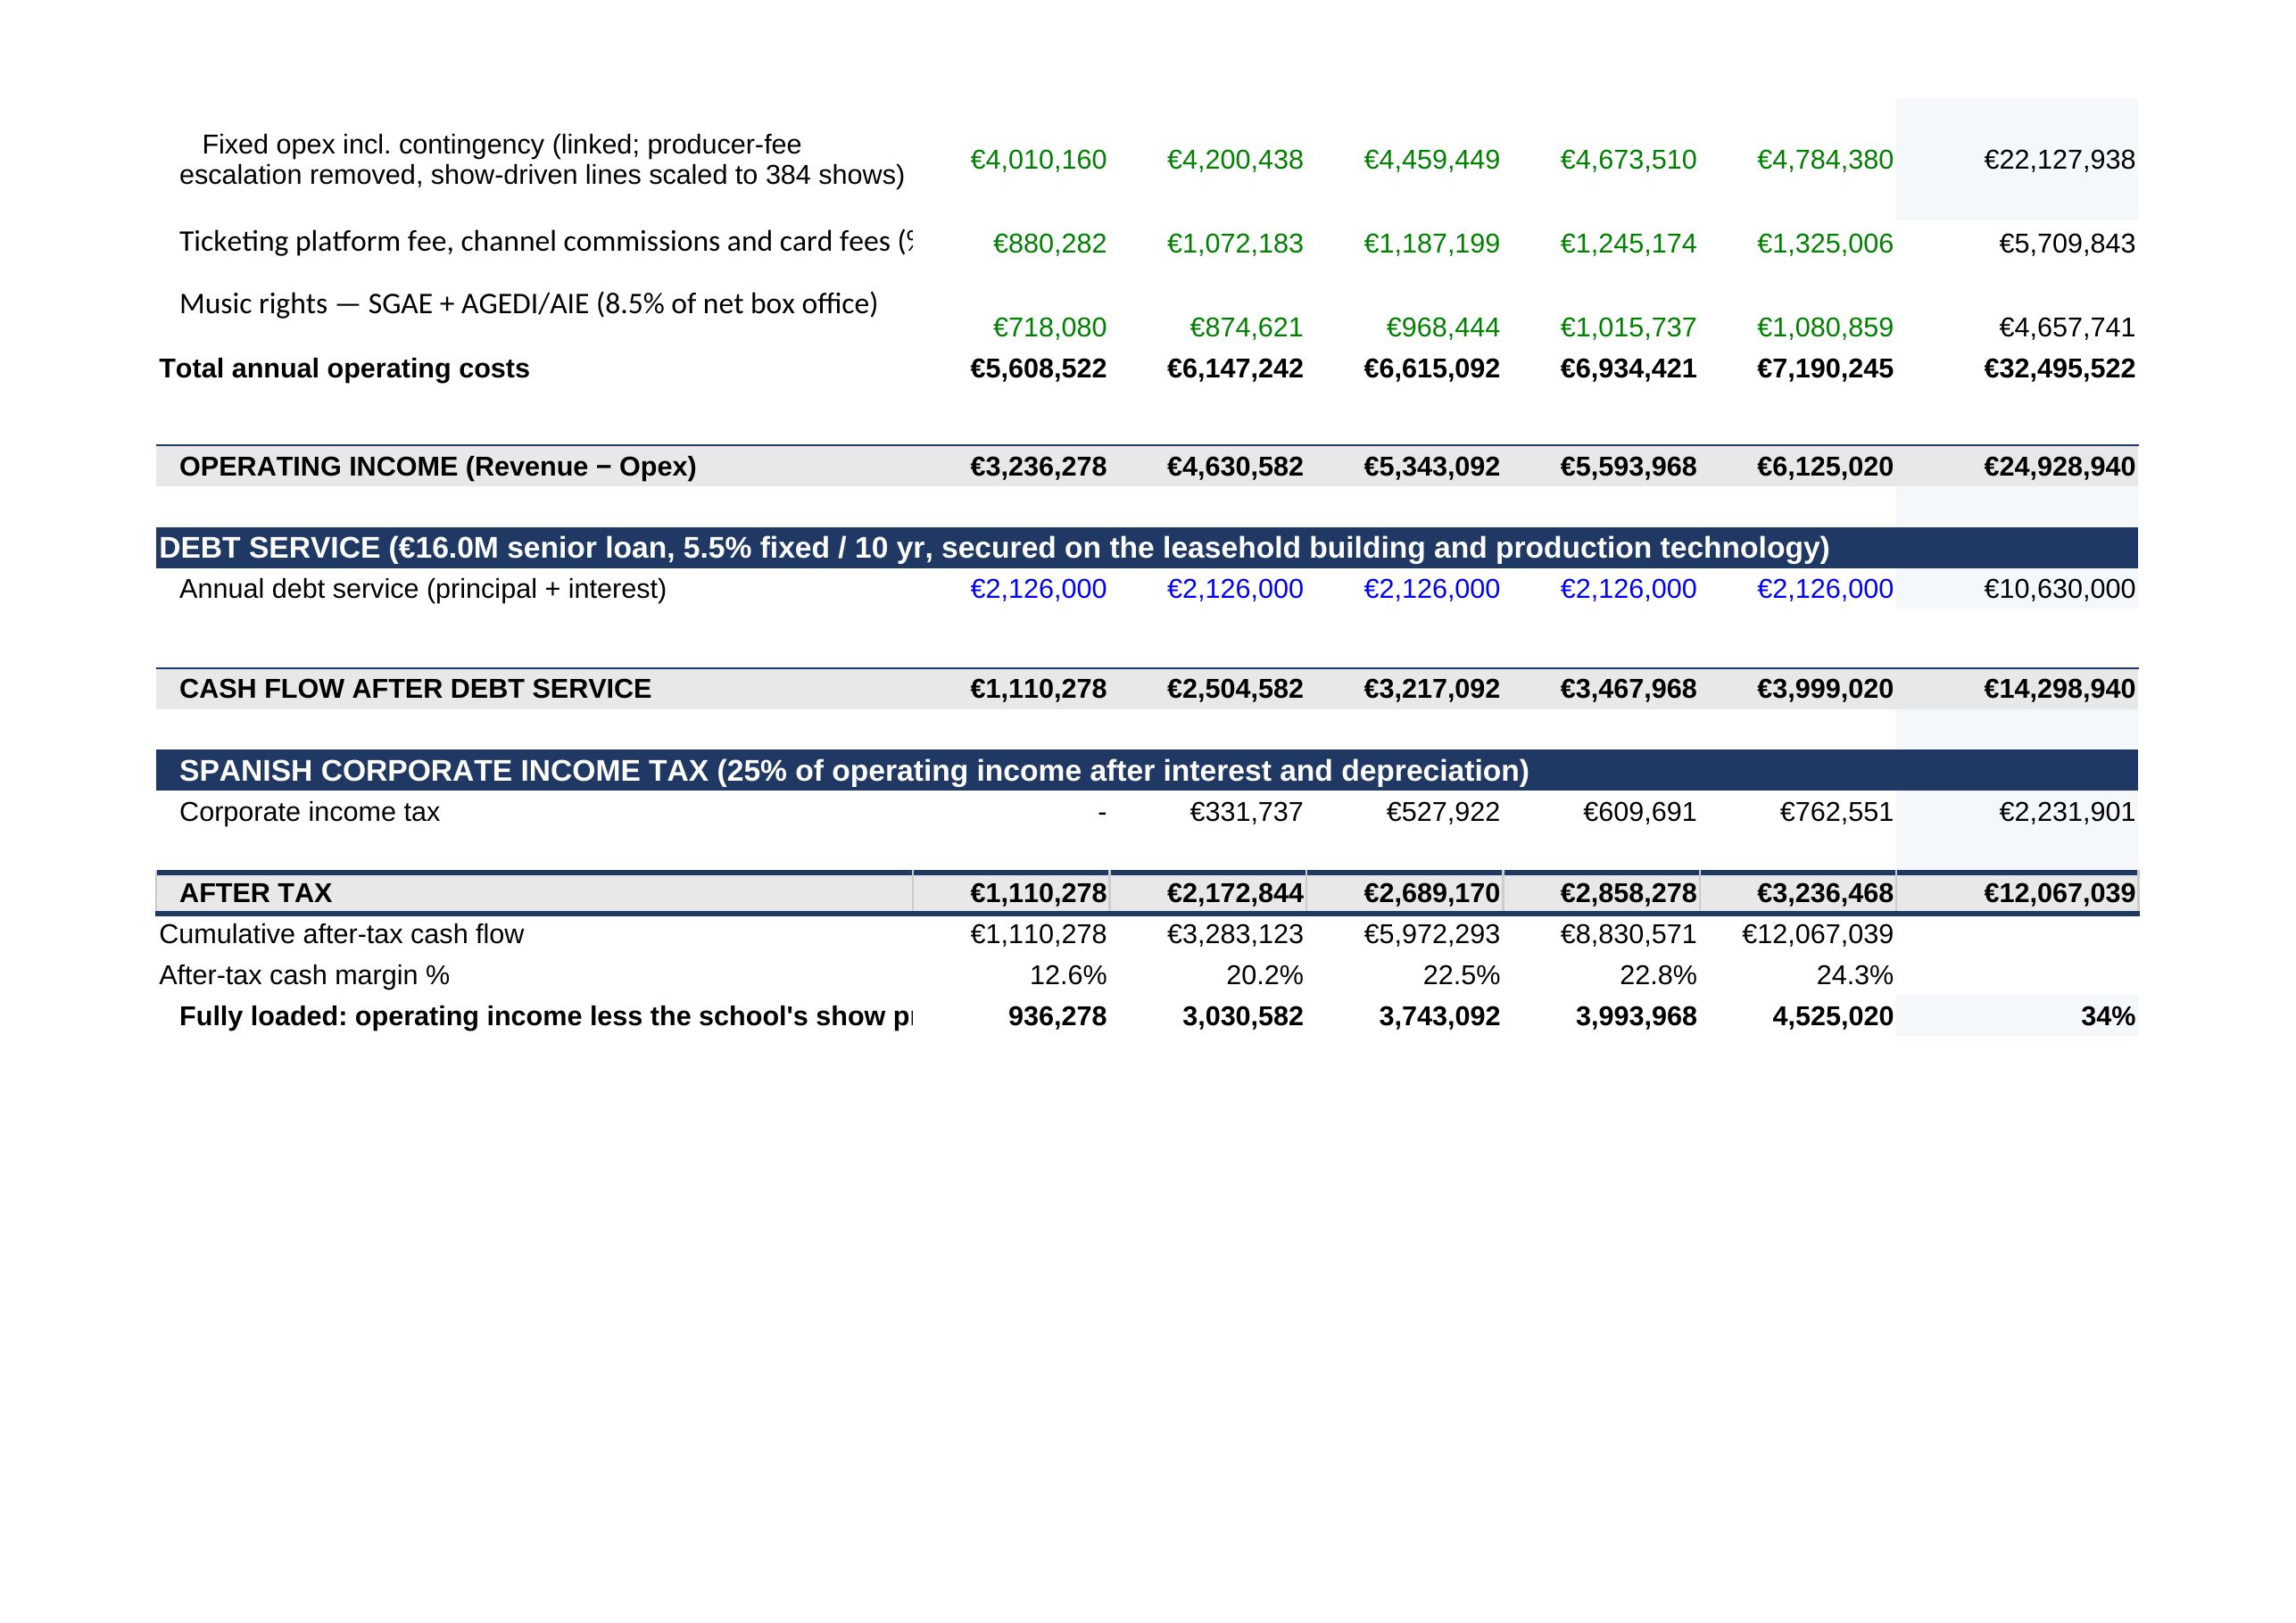 Fixed opex incl. contingency (linked; producer-fee
escalation removed, show-driven lines scaled to 384 shows) €4,010,160 €4,200,438 €4,459,449 €4,673,510 €4,784,380 €22,127,938
Ticketing platform fee, channel commissions and card fees ( €880,282 €1,072,183 €1,187,199 €1,245,174 €1,325,006 €5,709,843
Music rights — SGAE + AGEDI/AIE (8.5% of net box office) €718,080 €874,621 €968,444 €1,015,737 €1,080,859 €4,657,741
Total annual operating costs €5,608,522 €6,147,242 €6,615,092 €6,934,421 €7,190,245 €32,495,522
OPERATING INCOME (Revenue − Opex) €3,236,278 €4,630,582 €5,343,092 €5,593,968 €6,125,020 €24,928,940
DEBT SERVICE (€16.0M senior loan, 5.5% fixed / 10 yr, secured on the leasehold building and production technology)
Annual debt service (principal + interest) €2,126,000 €2,126,000 €2,126,000 €2,126,000 €2,126,000 €10,630,000
CASH FLOW AFTER DEBT SERVICE €1,110,278 €2,504,582 €3,217,092 €3,467,968 €3,999,020 €14,298,940
SPANISH CORPORATE INCOME TAX (25% of operating income after interest and depreciation)
Corporate income tax - €331,737 €527,922 €609,691 €762,551 €2,231,901
AFTER TAX €1,110,278 €2,172,844 €2,689,170 €2,858,278 €3,236,468 €12,067,039
Cumulative after-tax cash flow €1,110,278 €3,283,123 €5,972,293 €8,830,571 €12,067,039
After-tax cash margin % 12.6% 20.2% 22.5% 22.8% 24.3%
Fully loaded: operating income less the school's show 936,278 3,030,582 3,743,092 3,993,968 4,525,020 34%